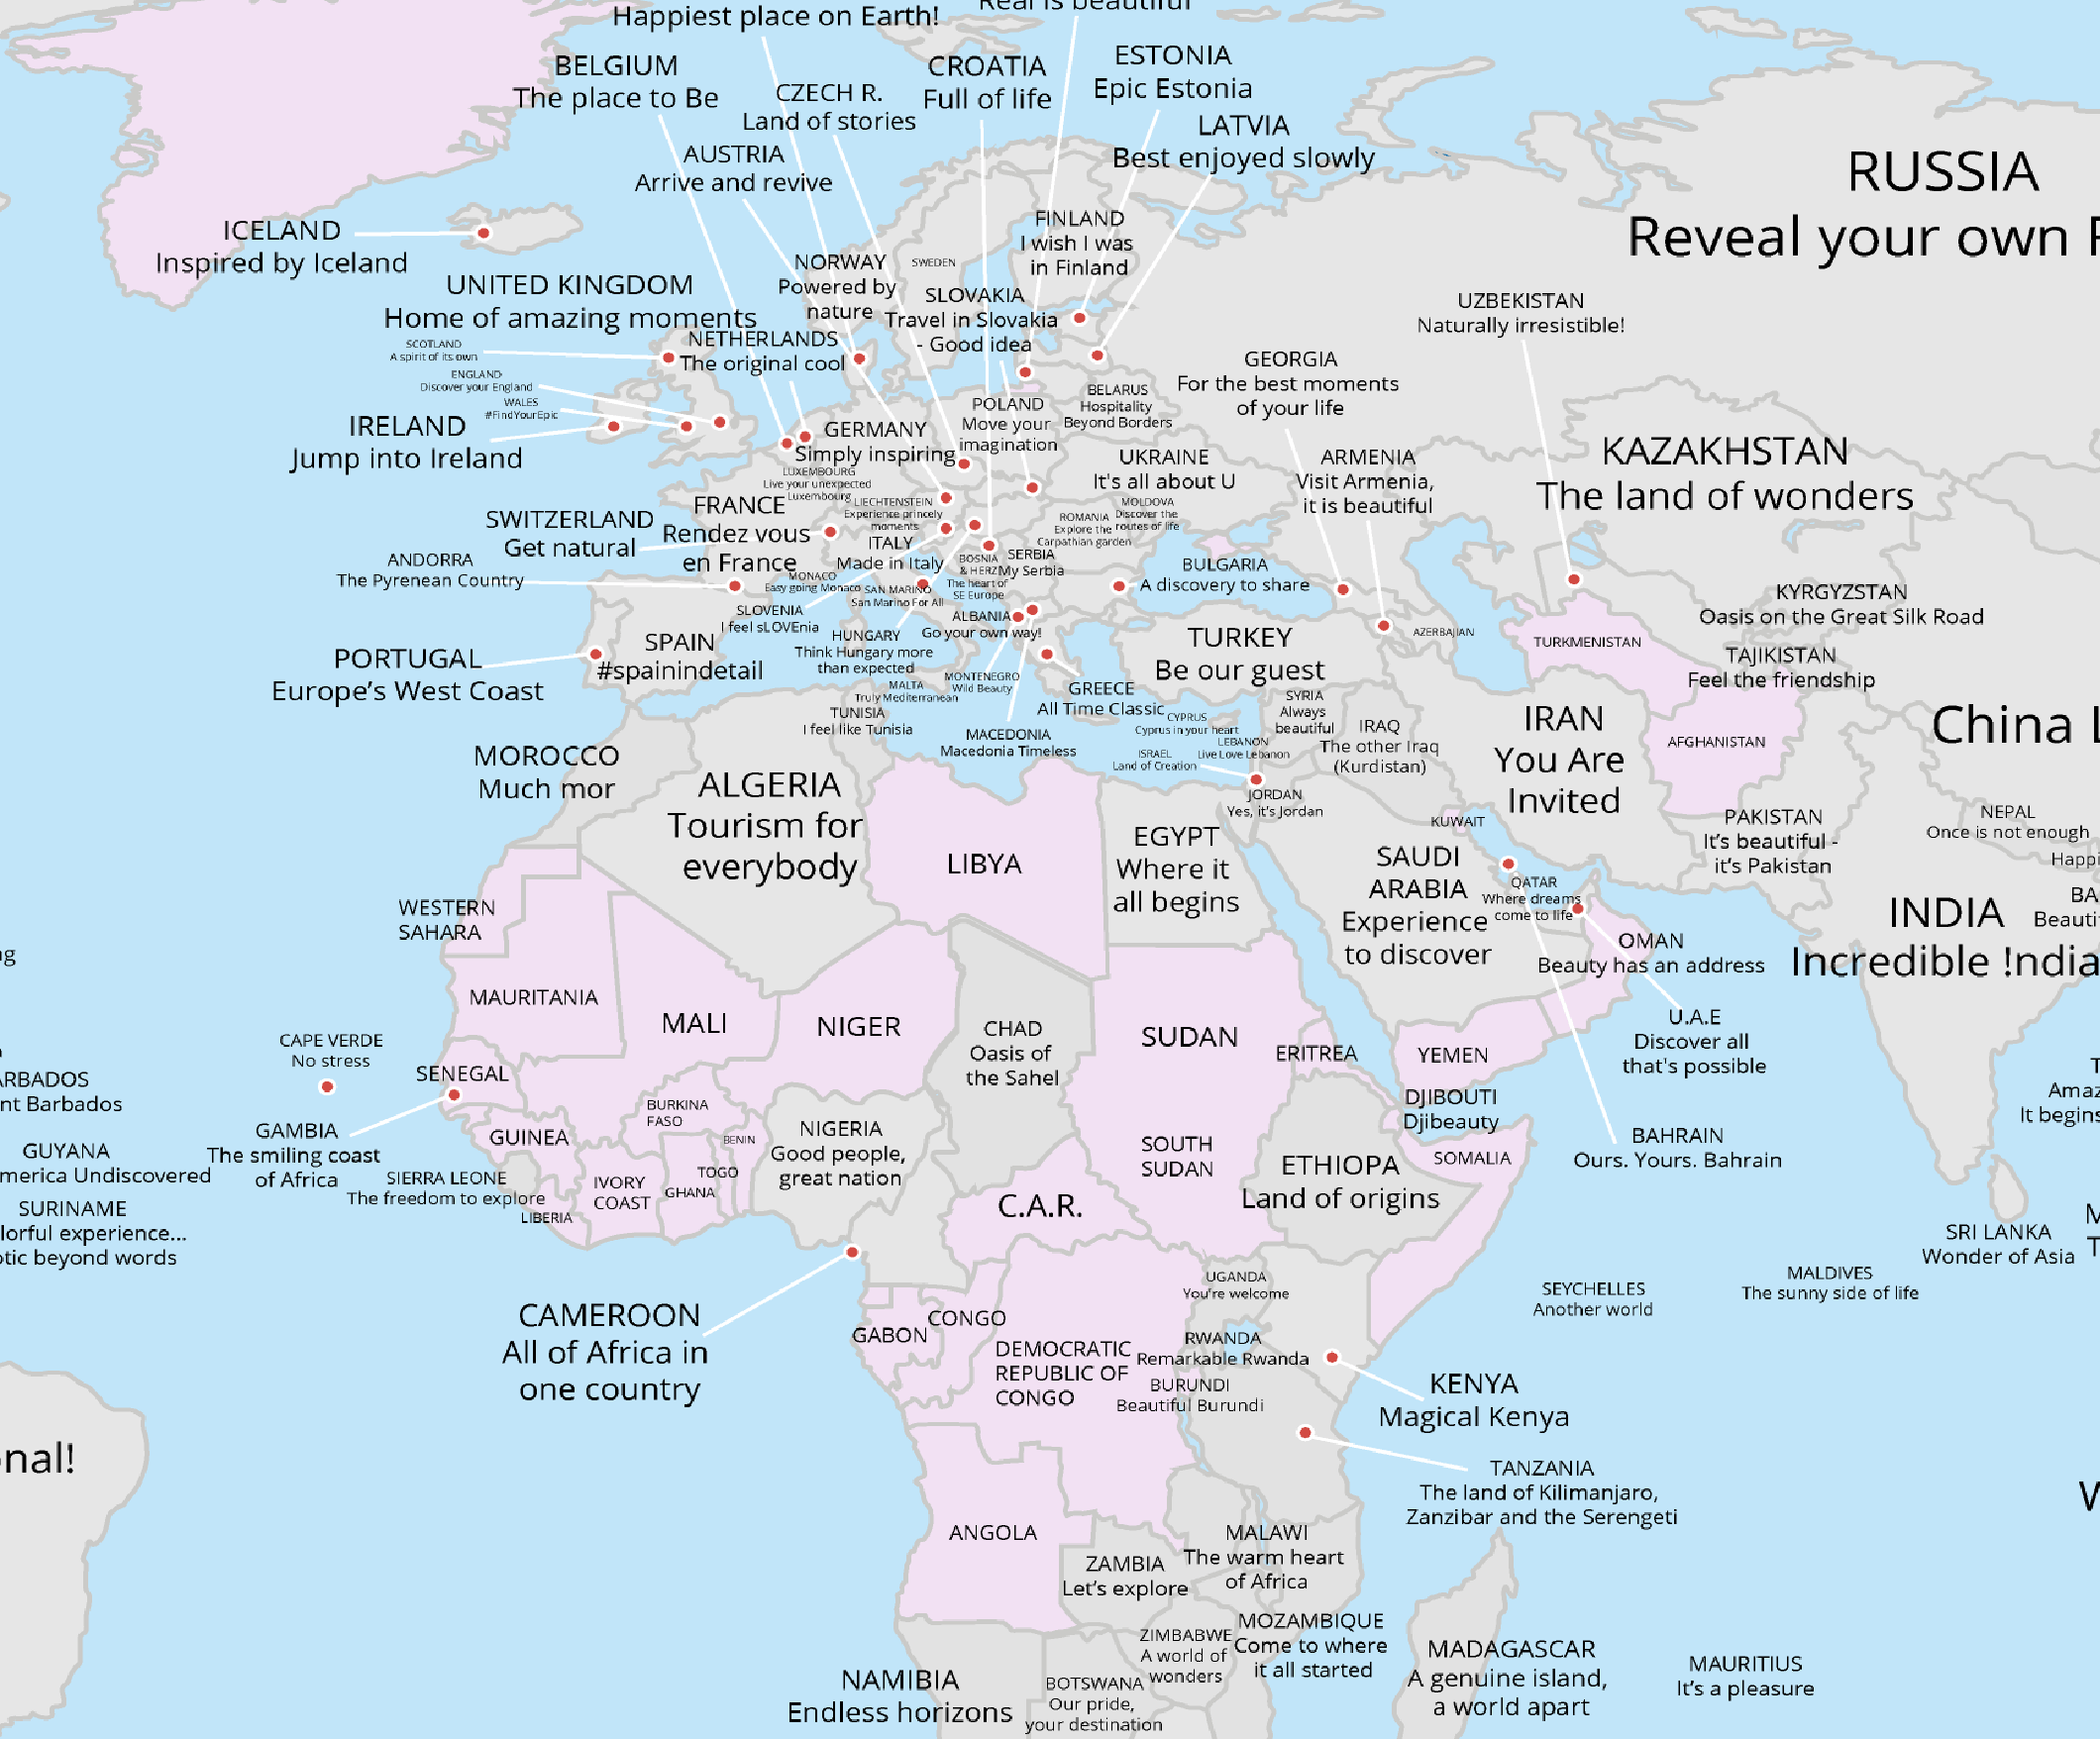 Happiest place on Earth!
Real is beautiful
BELGIUM
The place to Be
CZECH R.
Land of stories
CROATIA
Full of life
ESTONIA
Epic Estonia
LATVIA
Best enjoyed slowly
AUSTRIA
Arrive and revive
RUSSIA
Reveal your own
ICELAND
Inspired by Iceland
FINLAND
I wish I was
in Finland
NORWAY
Powered by
nature
SWEDEN
SLOVAKIA
Travel in Slovakia
- Good idea
UNITED KINGDOM
Home of amazing moments
UZBEKISTAN
Naturally irresistible!
SCOTLAND
A spirit of its own
NETHERLANDS
The original cool
GEORGIA
For the best moments
of your life
ENGLAND
Discover your England
WALES
#FindYourEpic
IRELAND
Jump into Ireland
BELARUS
Hospitality
Beyond Borders
POLAND
Move your
imagination
GERMANY
Simply inspiring
KAZAKHSTAN
The land of wonders
UKRAINE
It's all about U
ARMENIA
Visit Armenia,
it is beautiful
LUXEMBOURG
Live your unexpected
Luxembourg
LIECHTENSTEIN
Experience princely
moments
FRANCE
Rendez vous
en France
SWITZERLAND
Get natural
MOLDOVA
Discover the
routes of life
ROMANIA
Explore the
Carpathian garden
ITALY
Made in Italy
ANDORRA
The Pyrenean Country
BOSNIA
& HERZ
The heart of
SE Europe
SERBIA
My Serbia
BULGARIA
A discovery to share
MONACO
Easy going Monaco
SAN MARINO
San Marino For All
KYRGYZSTAN
Oasis on the Great Silk Road
SLOVENIA
I feel sLOVEnia
ALBANIA
Go your own way!
HUNGARY
Think Hungary more
than expected
SPAIN
#spainindetail
PORTUGAL
Europe’s West Coast
TURKEY
Be our guest
AZERBAJIAN
TURKMENISTAN
TAJIKISTAN
Feel the friendship
MONTENEGRO
Wild Beauty
MALTA
Truly Mediterranean
GREECE
All Time Classic
TUNISIA
I feel like Tunisia
SYRIA
Always
beautiful
CYPRUS
Cyprus in your heart
MACEDONIA
Macedonia Timeless
IRAQ
The other Iraq
(Kurdistan)
IRAN
You Are
Invited
China
AFGHANISTAN
LEBANON
Live Love Lebanon
ISRAEL
Land of Creation
MOROCCO
Much mor
ALGERIA
Tourism for
everybody
JORDAN
Yes, it's Jordan
KUWAIT
PAKISTAN
It’s beautiful -
it’s Pakistan
NEPAL
Once is not enough
Happi
EGYPT
Where it
all begins
LIBYA
SAUDI
ARABIA
Experience
to discover
QATAR
Where dreams
come to life
BA
Beauti
INDIA
Incredible !ndia
WESTERN
SAHARA
OMAN
Beauty has an address
g
MAURITANIA
MALI
NIGER
CHAD
Oasis of
the Sahel
SUDAN
ERITREA
YEMEN
U.A.E
Discover all
that's possible
CAPE VERDE
No stress
SENEGAL
RBADOS
nt Barbados
T
Amaz
It begins
DJIBOUTI
Djibeauty
BURKINA
FASO
GAMBIA
The smiling coast
of Africa
GUINEA
BENIN
NIGERIA
Good people,
great nation
SOUTH
SUDAN
SOMALIA
BAHRAIN
Ours. Yours. Bahrain
GUYANA
merica Undiscovered
SIERRA LEONE
The freedom to explore
IVORY
COAST
TOGO
GHANA
ETHIOPA
Land of origins
LIBERIA
C.A.R.
SURINAME
lorful experience...
otic beyond words
M
T
SRI LANKA
Wonder of Asia
MALDIVES
The sunny side of life
SEYCHELLES
Another world
UGANDA
You’re welcome
CAMEROON
All of Africa in
one country
GABON
CONGO
DEMOCRATIC
REPUBLIC OF
CONGO
RWANDA
Remarkable Rwanda
BURUNDI
Beautiful Burundi
KENYA
Magical Kenya
nal!
TANZANIA
The land of Kilimanjaro,
Zanzibar and the Serengeti
ANGOLA
MALAWI
The warm heart
of Africa
ZAMBIA
Let’s explore
MOZAMBIQUE
Come to where
it all started
ZIMBABWE
A world of
wonders
MADAGASCAR
A genuine island,
a world apart
MAURITIUS
It’s a pleasure
NAMIBIA
Endless horizons
BOTSWANA
Our pride,
your destination